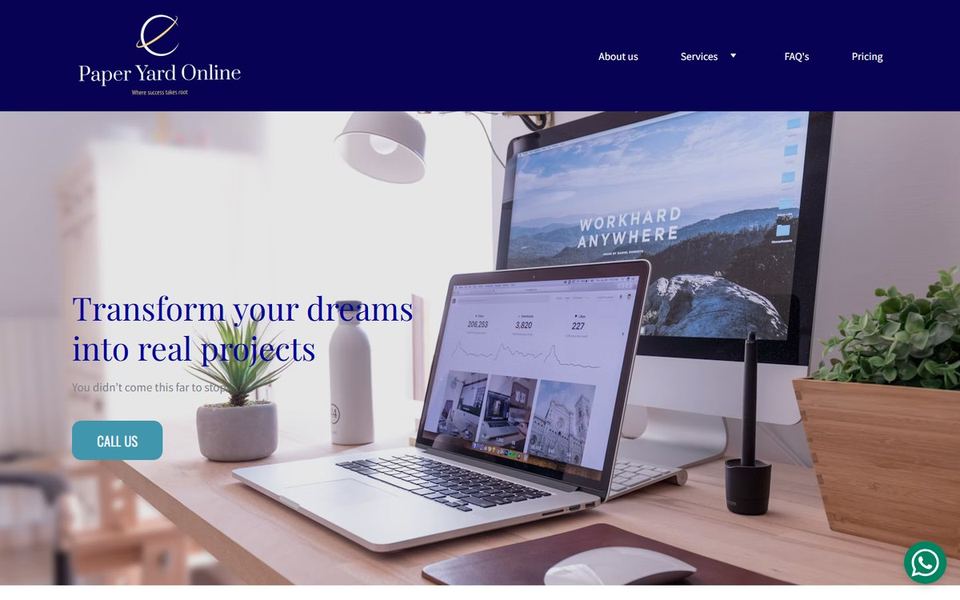 Paper Yard Online
Where success takes root
About us
Services
FAQ's
Pricing
WORKHARD
ANYWHERE
Transform your dreams
into real projects
206,253
3,820
227
You didn't come this far to stop
CALL US